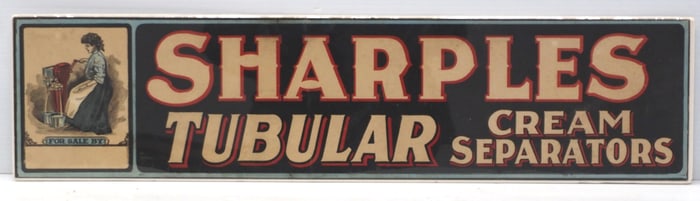 SHARPLES
TUBULAR CREAM SEPARATORS
FOR SALE BY